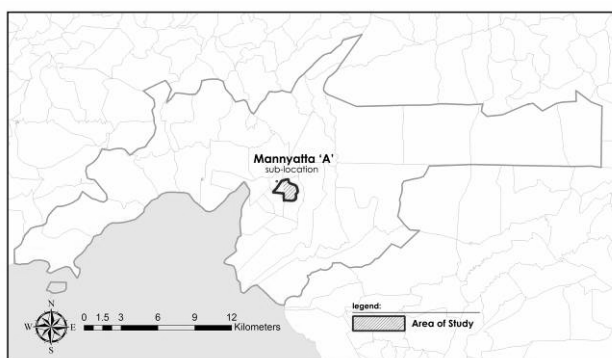 Mannyatta 'A'
sub-location
N
W E
S
0 1.5 3 6 9 12
Kilometers
legend:
Area of Study